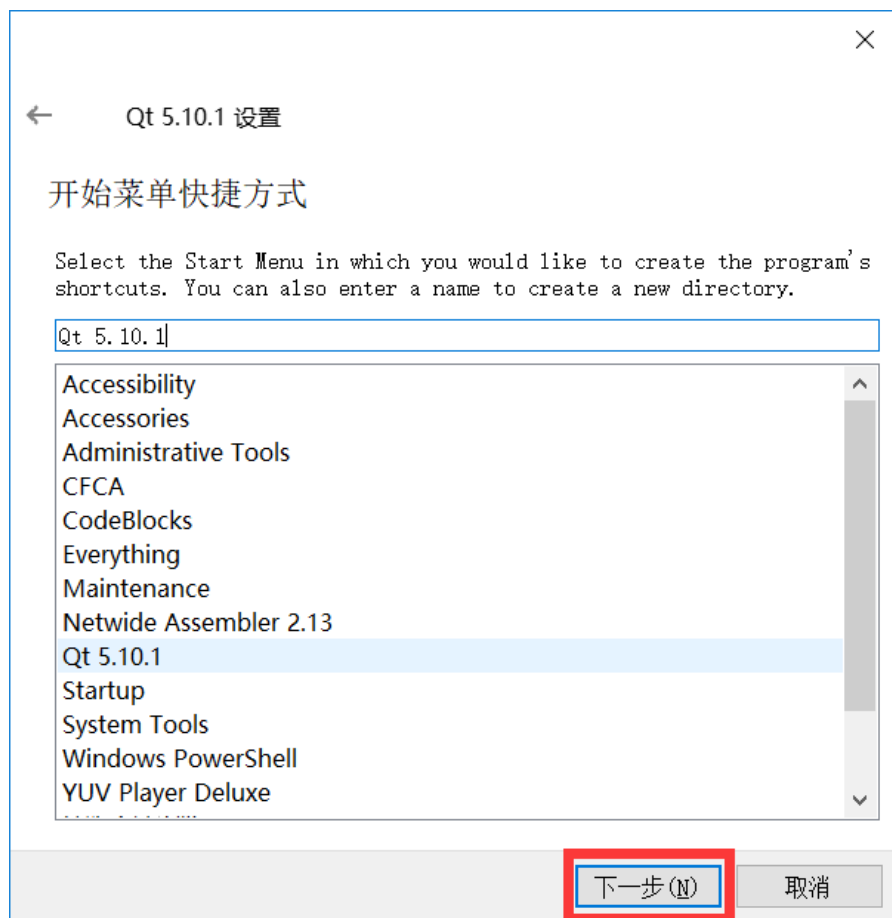 Qt 5.10.1 设置
开始菜单快捷方式
Select the Start Menu in which you would like to create the program's
shortcuts. You can also enter a name to create a new directory.
Qt 5.10.1
Accessibility
Accessories
Administrative Tools
CFCA
CodeBlocks
Everything
Maintenance
Netwide Assembler 2.13
Qt 5.10.1
Startup
System Tools
Windows PowerShell
YUV Player Deluxe
下一步(N) 取消